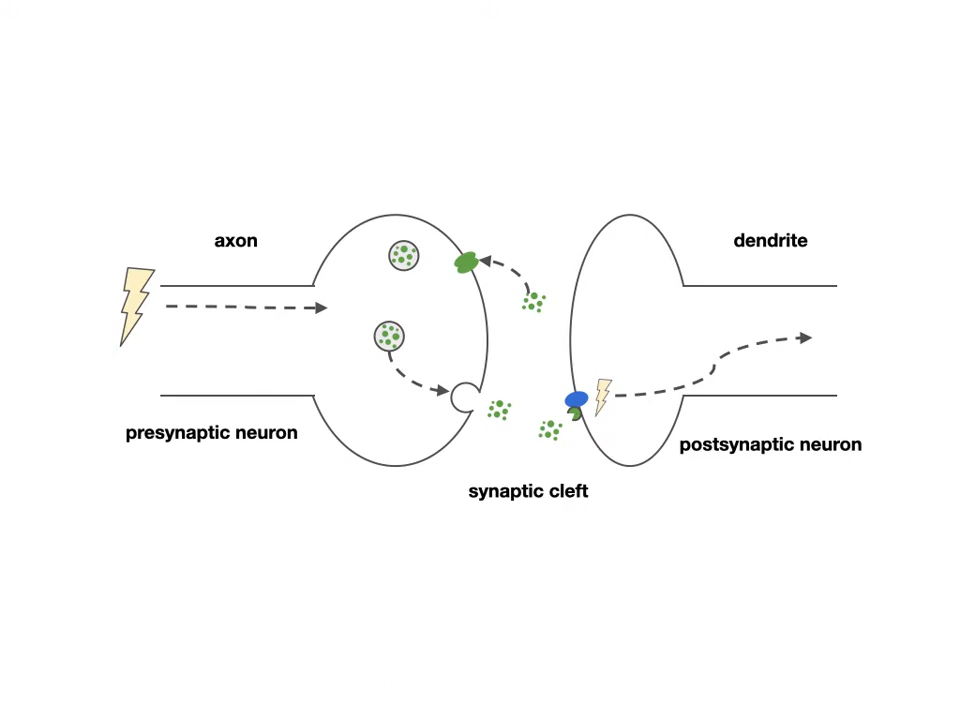 axon
dendrite
presynaptic neuron
postsynaptic neuron
synaptic cleft